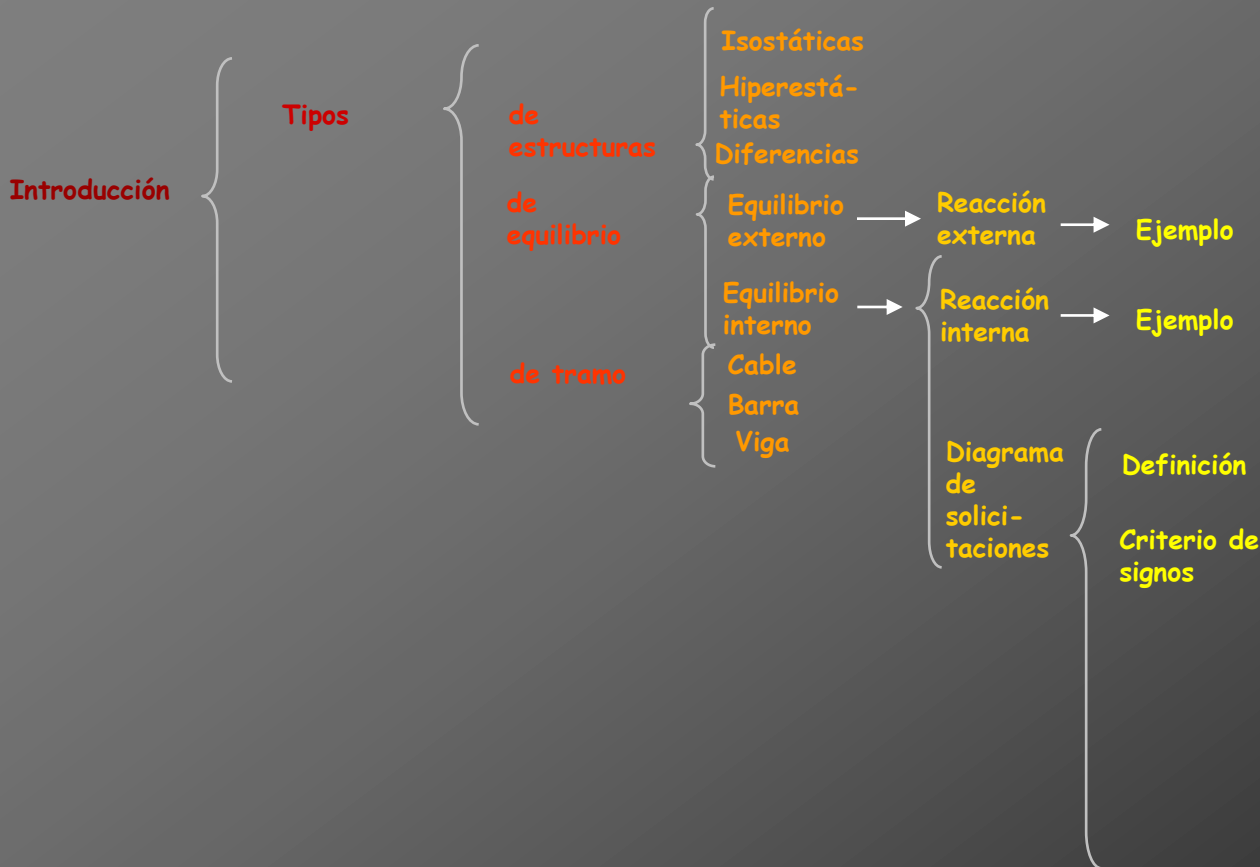 Introducción
Tipos
de
estructuras
Isostáticas
Hiperestá-
ticas
Diferencias
de
equilibrio
Equilibrio
externo
Reacción
externa
Ejemplo
Equilibrio
interno
Reacción
interna
Ejemplo
Diagrama
de
solici-
taciones
Definición
Criterio de
signos
de tramo
Cable
Barra
Viga